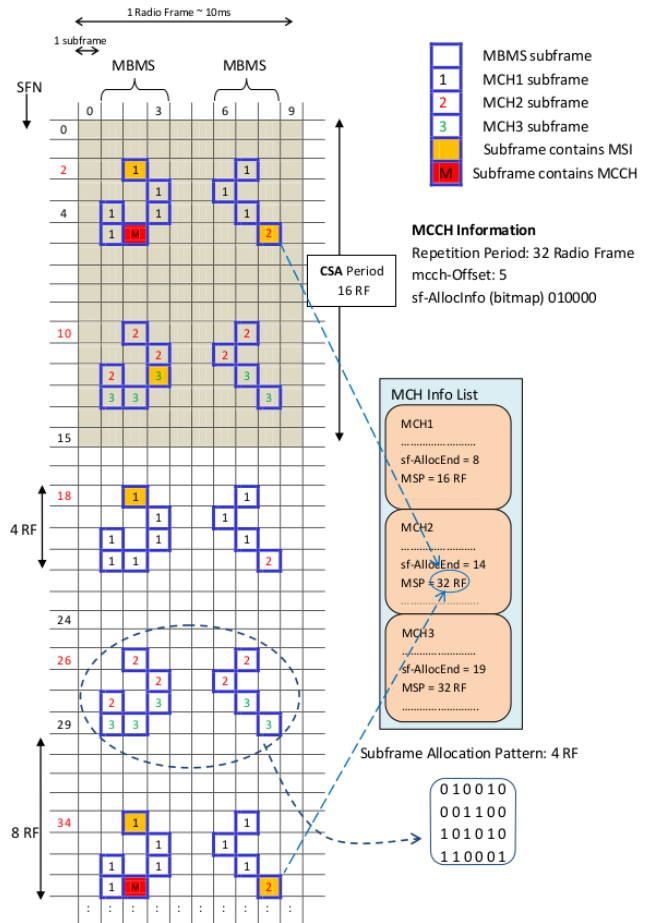 1 Radio Frame ~ 10ms
1 subframe
MBMS MBMS
SFN
0 3 6 9
0
2 1 1
1 1
4 1 1 1
1 M 2
10 2 2
2 2
2 3 3
3 3 3
15
18 1 1
1 1
1 1 1
1 1 2
4 RF
24
26 2 2
2 2
2 3 3
29 3 3 3
34 1 1
1 1
8 RF
1 1 1
1 M 2
: : : : : : : : : :
MBMS subframe
1 MCH1 subframe
2 MCH2 subframe
3 MCH3 subframe
Subframe contains MSI
M Subframe contains MCCH
MCCH Information
Repetition Period: 32 Radio Frame
mcch-Offset: 5
sf-AllocInfo (bitmap) 010000
CSA Period
16 RF
MCH Info List
MCH1
........................
sf-AllocEnd = 8
MSP = 16 RF
MCH2
........................
sf-AllocEnd = 14
MSP = 32 RF
........................
MCH3
........................
sf-AllocEnd = 19
MSP = 32 RF
........................
Subframe Allocation Pattern: 4 RF
0 1 0 0 1 0
0 0 1 1 0 0
1 0 1 0 1 0
1 1 0 0 0 1